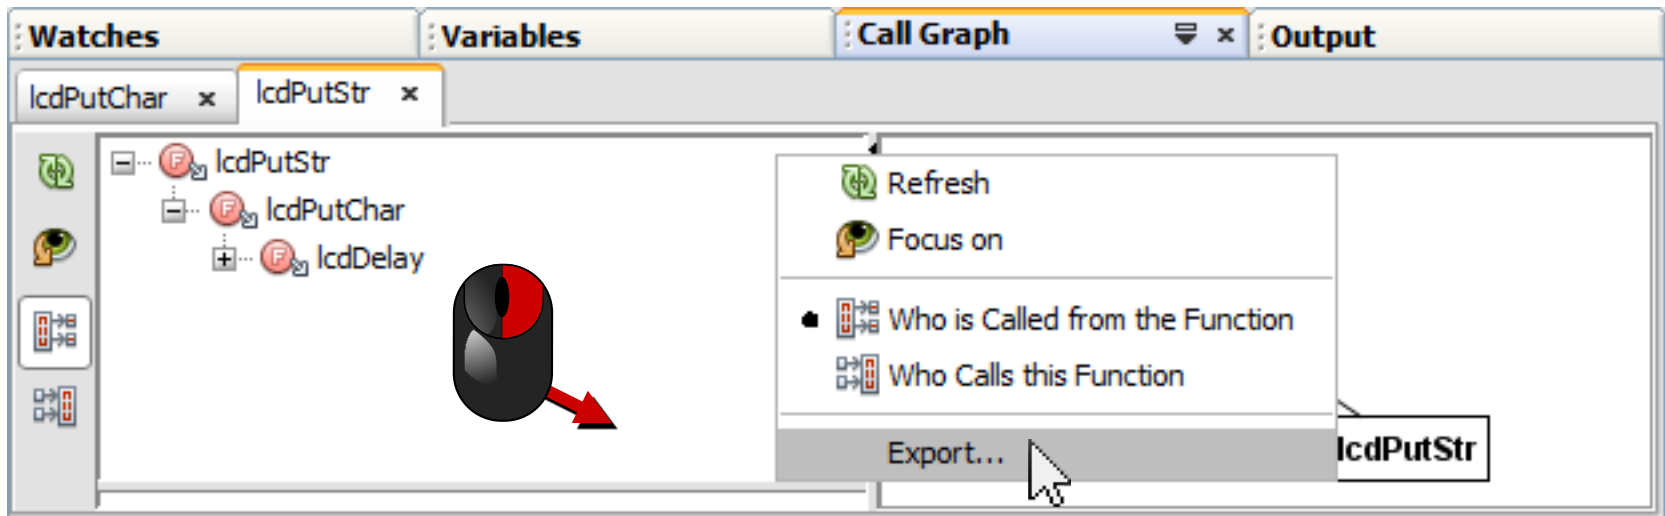 Watches Variables Call Graph Output
lcdPutChar lcdPutStr
lcdPutStr
lcdPutChar
lcdDelay
Refresh
Focus on
Who is Called from the Function
Who Calls this Function
Export...
lcdPutStr